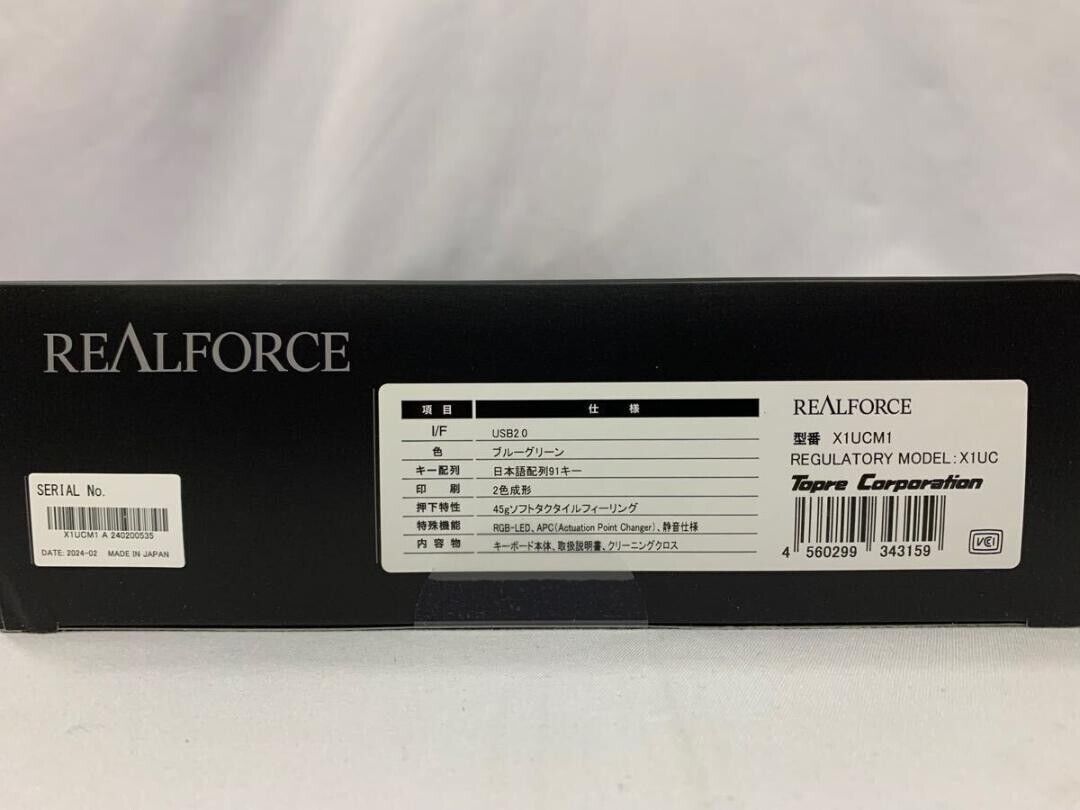 REALFORCE
SERIAL No.
X1UCM1 A 240200535
DATE: 2024-02 MADE IN JAPAN
項目 仕様
I/F USB2.0
色 ブルーグリーン
キー配列 日本語配列91キー
印刷 2色成形
押下特性 45gソフトタクタイルフィーリング
特殊機能 RGB-LED、APC(Actuation Point Changer)、静音仕様
内容物 キーボード本体、取扱説明書、クリーニングクロス
REALFORCE
型番 X1UCM1
REGULATORY MODEL:X1UC
Topre Corporation
4 560299 343159
VCI